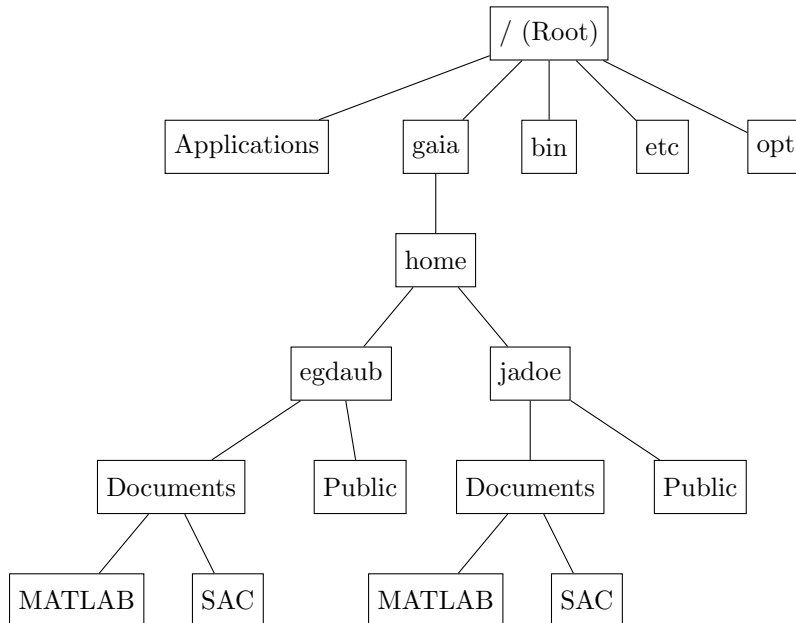 / (Root)
Applications
gaia
bin
etc
opt
home
egdaub
jadoe
Documents
Public
Documents
Public
MATLAB
SAC
MATLAB
SAC